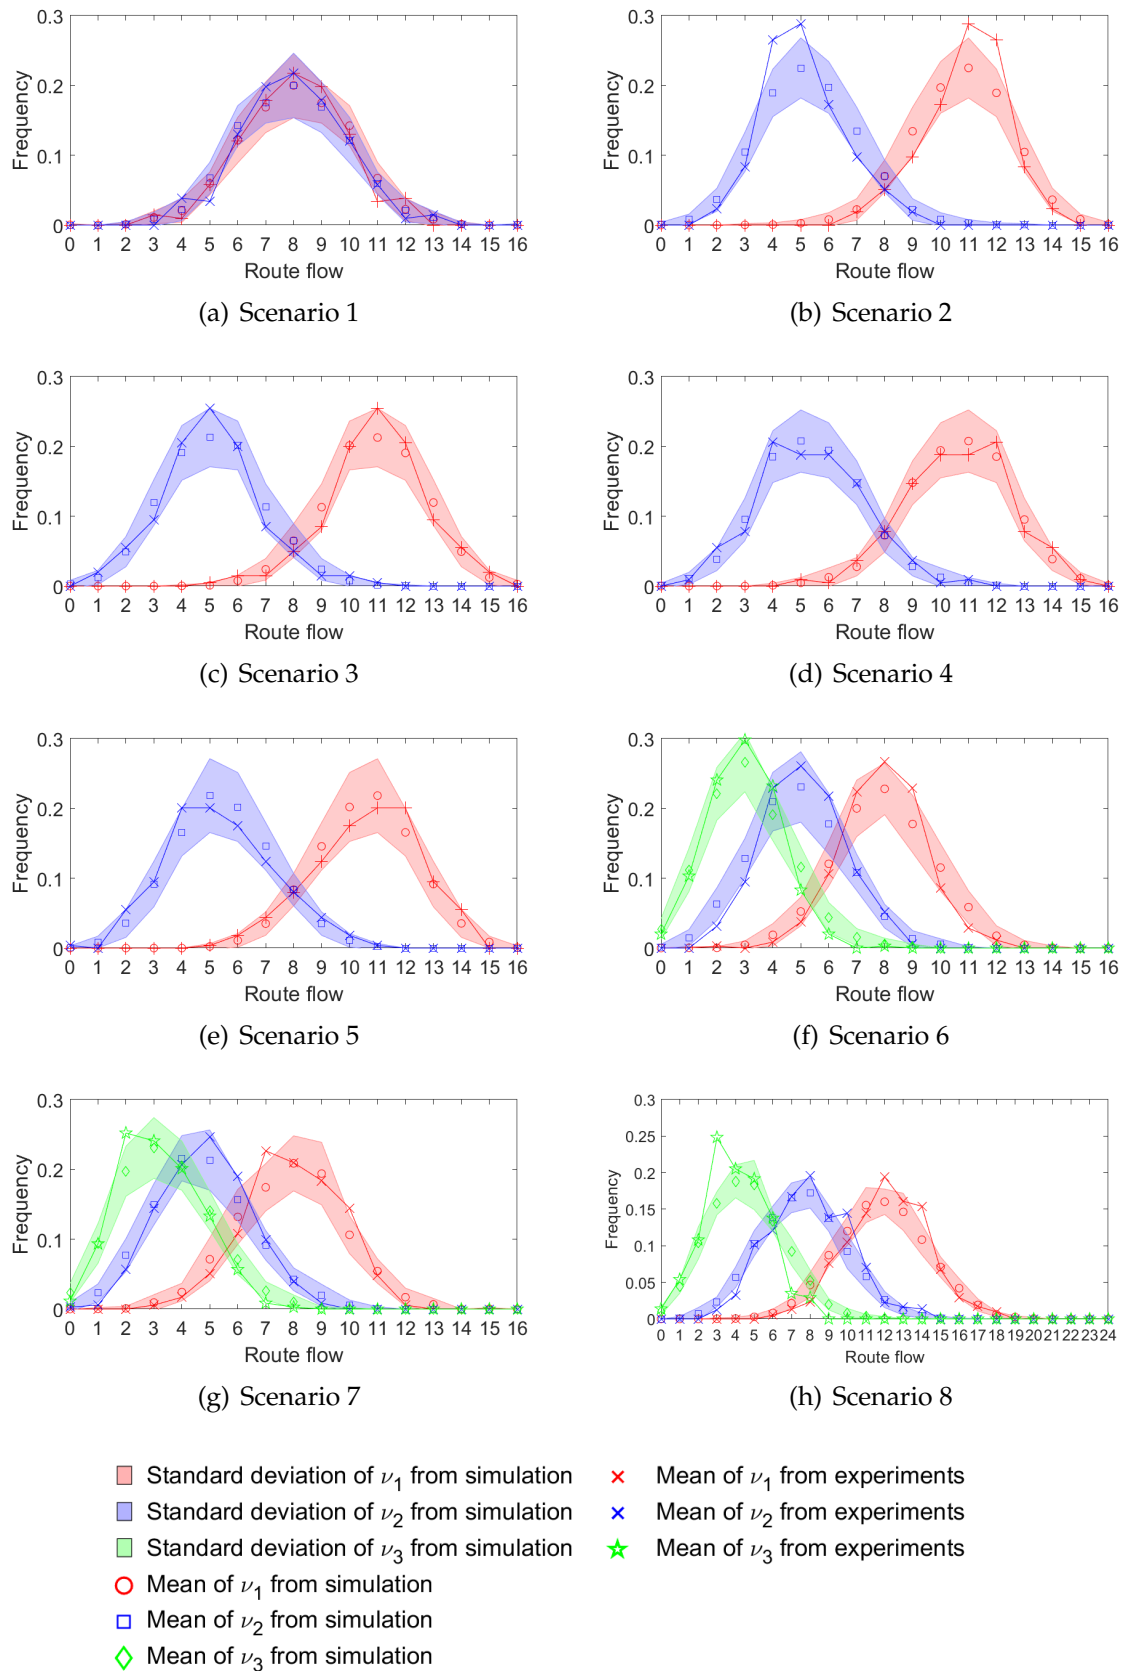 0.3
0.2
0.1
0
Frequency
0 1 2 3 4 5 6 7 8 9 10 11 12 13 14 15 16
Route flow
(a) Scenario 1
0.3
0.2
0.1
0
Frequency
0 1 2 3 4 5 6 7 8 9 10 11 12 13 14 15 16
Route flow
(b) Scenario 2
0.3
0.2
0.1
0
Frequency
0 1 2 3 4 5 6 7 8 9 10 11 12 13 14 15 16
Route flow
(c) Scenario 3
0.3
0.2
0.1
0
Frequency
0 1 2 3 4 5 6 7 8 9 10 11 12 13 14 15 16
Route flow
(d) Scenario 4
0.3
0.2
0.1
0
Frequency
0 1 2 3 4 5 6 7 8 9 10 11 12 13 14 15 16
Route flow
(e) Scenario 5
0.3
0.2
0.1
0
Frequency
0 1 2 3 4 5 6 7 8 9 10 11 12 13 14 15 16
Route flow
(f) Scenario 6
0.3
0.2
0.1
0
Frequency
0 1 2 3 4 5 6 7 8 9 10 11 12 13 14 15 16
Route flow
(g) Scenario 7
0.3
0.25
0.2
0.15
0.1
0.05
0
Frequency
0 1 2 3 4 5 6 7 8 9 10 11 12 13 14 15 16 17 18 19 20 21 22 23 24
Route flow
(h) Scenario 8
Standard deviation of ν₁ from simulation
Standard deviation of ν₂ from simulation
Standard deviation of ν₃ from simulation
Mean of ν₁ from simulation
Mean of ν₂ from simulation
Mean of ν₃ from simulation
Mean of ν₁ from experiments
Mean of ν₂ from experiments
Mean of ν₃ from experiments